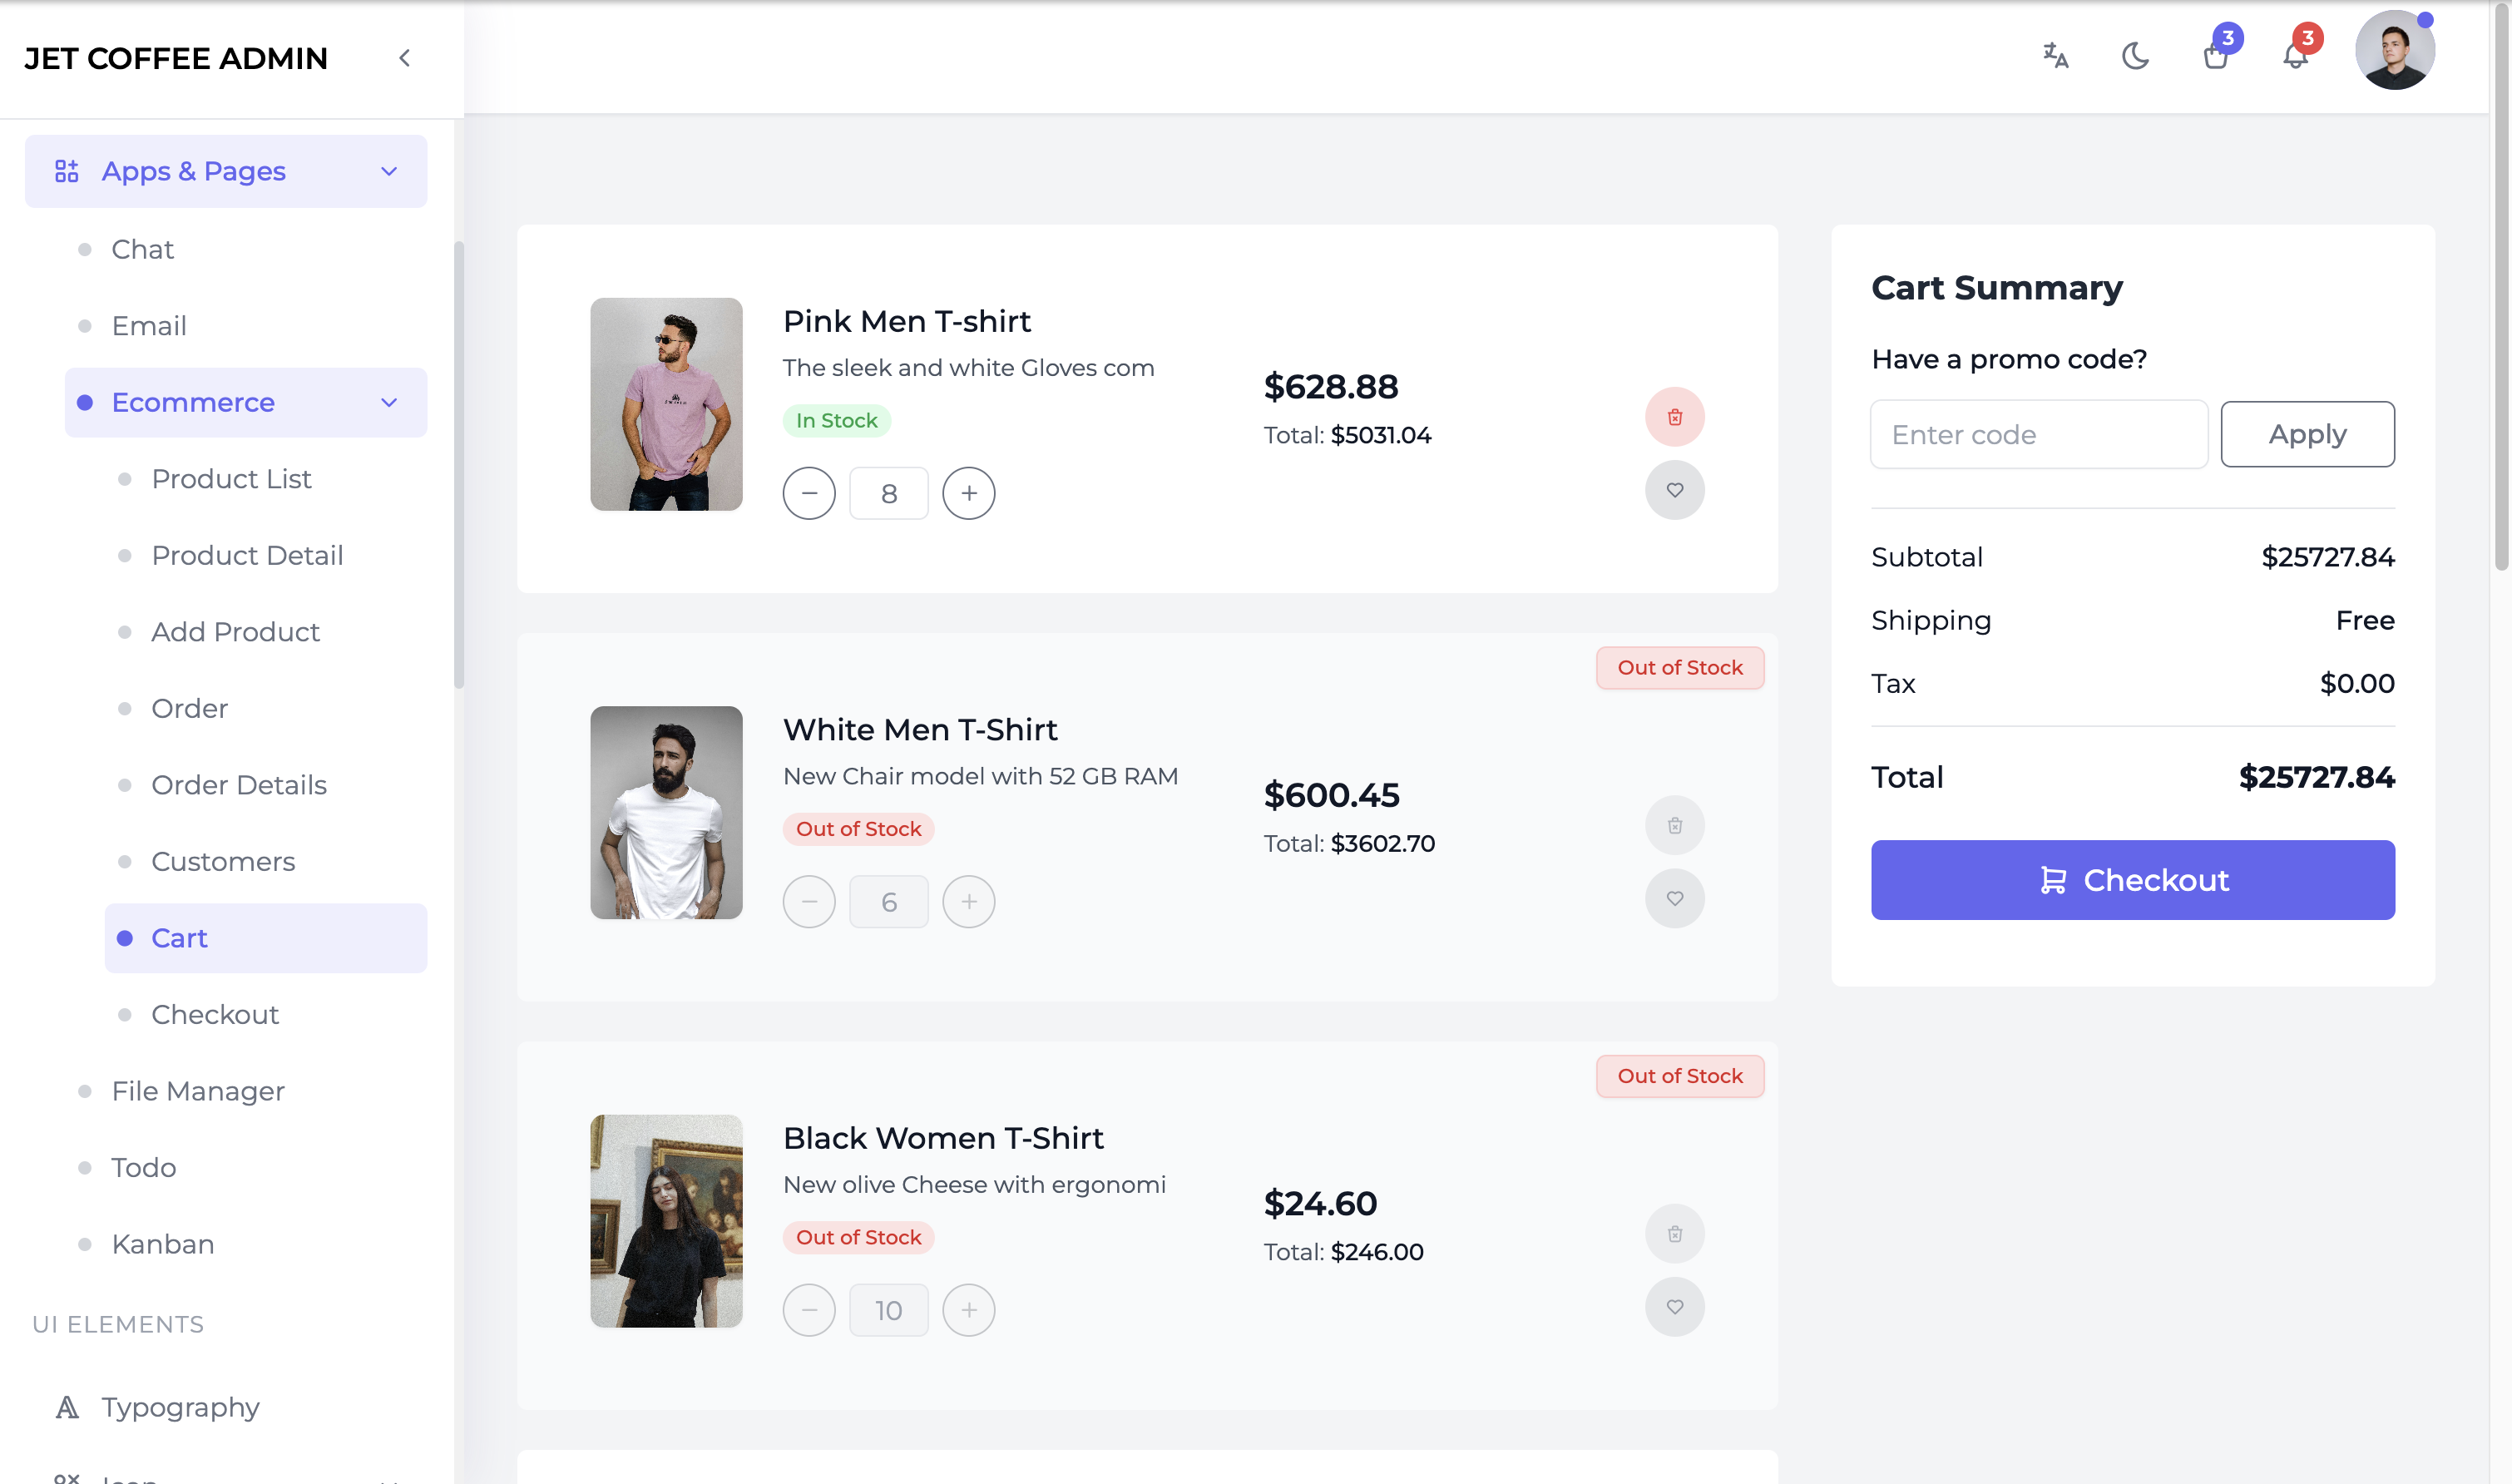 JET COFFEE ADMIN
3
3
Apps & Pages
Chat
Email
Ecommerce
Product List
Product Detail
Add Product
Order
Order Details
Customers
Cart
Checkout
File Manager
Todo
Kanban
UI ELEMENTS
Typography
Pink Men T-shirt
The sleek and white Gloves com
In Stock
8
$628.88
Total: $5031.04
Out of Stock
White Men T-Shirt
New Chair model with 52 GB RAM
Out of Stock
6
$600.45
Total: $3602.70
Out of Stock
Black Women T-Shirt
New olive Cheese with ergonomi
Out of Stock
10
$24.60
Total: $246.00
Cart Summary
Have a promo code?
Enter code
Apply
Subtotal $25727.84
Shipping Free
Tax $0.00
Total $25727.84
Checkout